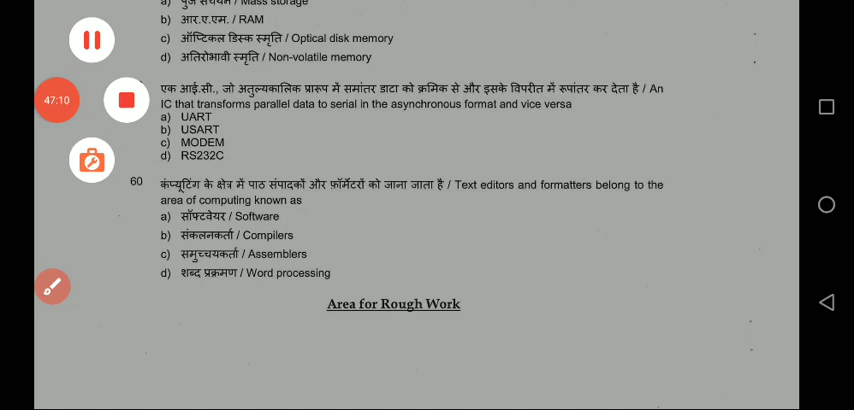 a) पुंज संचयन / Mass storage
b) आर.ए.एम. / RAM
c) ऑप्टिकल डिस्क स्मृति / Optical disk memory
d) अतिरोभावी स्मृति / Non-volatile memory
47:10
एक आई.सी., जो अतुल्यकालिक प्रारूप में समांतर डाटा को क्रमिक से और इसके विपरीत में रूपांतर कर देता है / An
IC that transforms parallel data to serial in the asynchronous format and vice versa
a) UART
b) USART
c) MODEM
d) RS232C
60 कंप्यूटिंग के क्षेत्र में पाठ संपादकों और फ़ॉर्मेटरों को जाना जाता है / Text editors and formatters belong to the
area of computing known as
a) सॉफ्टवेयर / Software
b) संकलनकर्ता / Compilers
c) समुच्चयकर्ता / Assemblers
d) शब्द प्रक्रमण / Word processing
Area for Rough Work